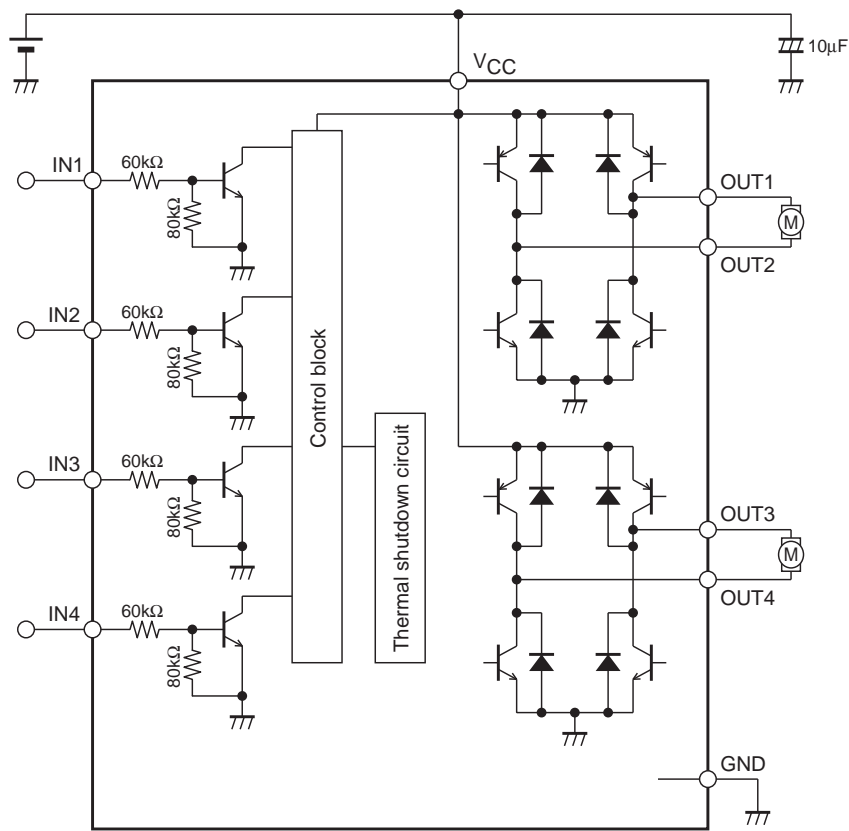 10μF
VCC
IN1
60kΩ
80kΩ
OUT1
M
OUT2
IN2
60kΩ
80kΩ
Control block
Thermal shutdown circuit
IN3
60kΩ
80kΩ
OUT3
M
OUT4
IN4
60kΩ
80kΩ
GND